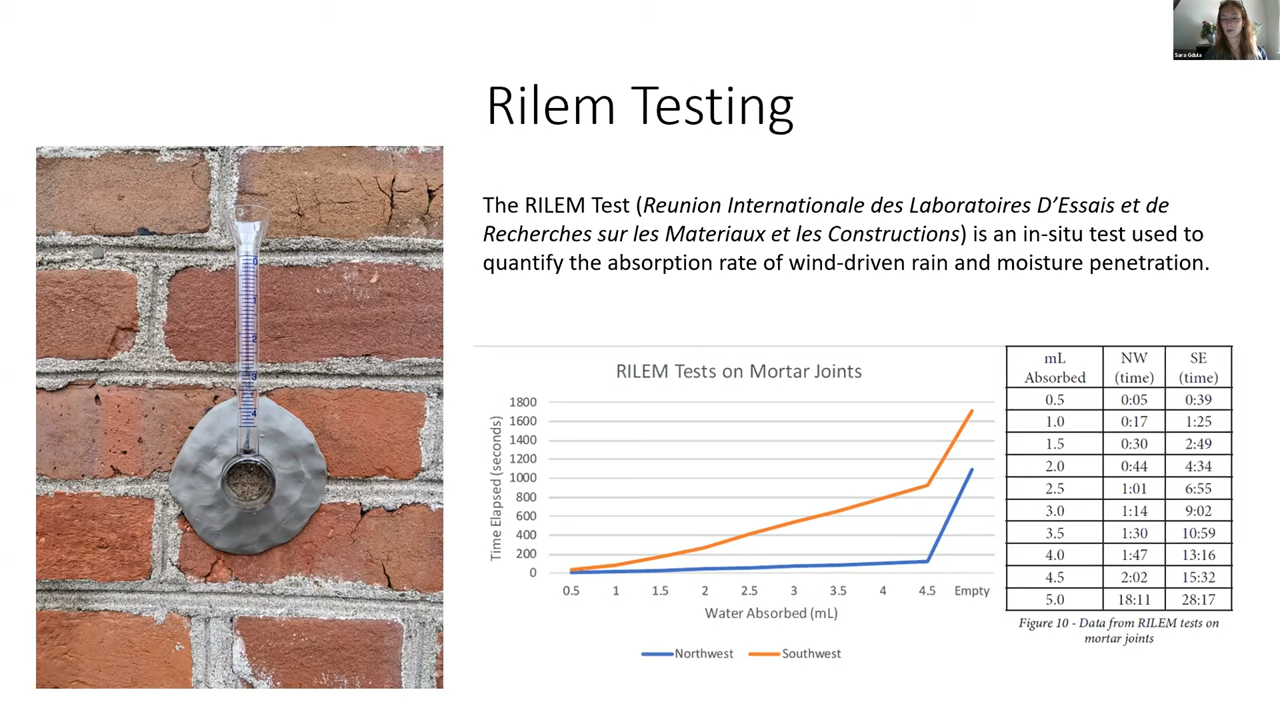 Sara Gdula
Rilem Testing
The RILEM Test (Reunion Internationale des Laboratoires D'Essais et de
Recherches sur les Materiaux et les Constructions) is an in-situ test used to
quantify the absorption rate of wind-driven rain and moisture penetration.
0
1
2
3
4
RILEM Tests on Mortar Joints
Time Elapsed (seconds)
1800
1600
1400
1200
1000
800
600
400
200
0
0.5 1 1.5 2 2.5 3 3.5 4 4.5 Empty
Water Absorbed (mL)
Northwest Southwest
mL NW SE
Absorbed (time) (time)
0.5 0:05 0:39
1.0 0:17 1:25
1.5 0:30 2:49
2.0 0:44 4:34
2.5 1:01 6:55
3.0 1:14 9:02
3.5 1:30 10:59
4.0 1:47 13:16
4.5 2:02 15:32
5.0 18:11 28:17
Figure 10 - Data from RILEM tests on
mortar joints